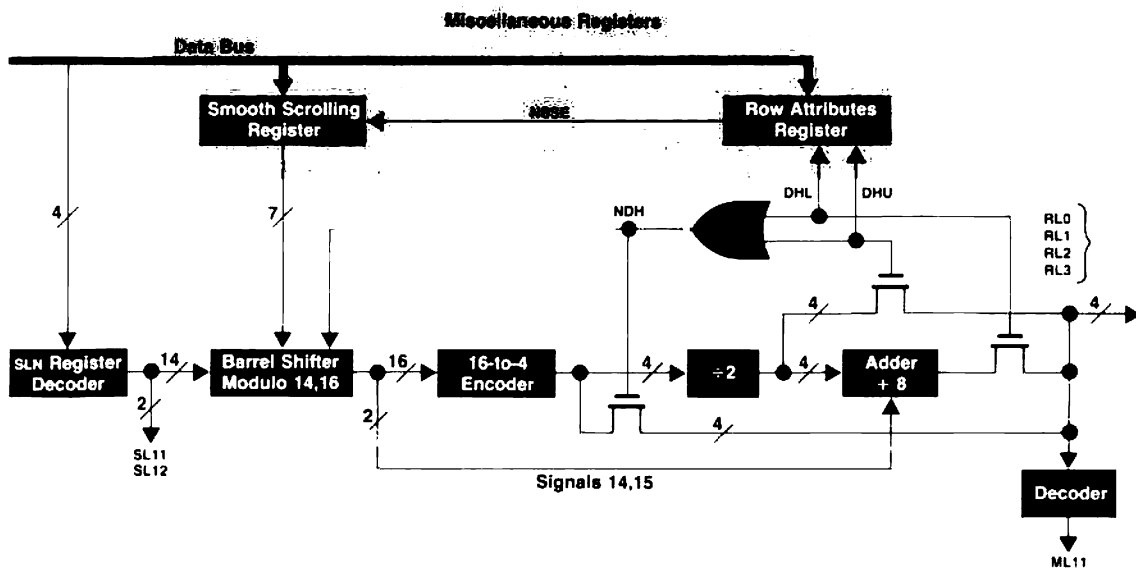 Miscellaneous Registers
Data Bus
Smooth Scrolling
Register
NSSE
Row Attributes
Register
DHL
DHU
NDH
RL0
RL1
RL2
RL3
4
7
4
4
SLN Register
Decoder
14
Barrel Shifter
Modulo 14,16
16
16-to-4
Encoder
4
÷2
4
Adder
+ 8
2
2
4
SL11
SL12
Signals 14,15
Decoder
ML11